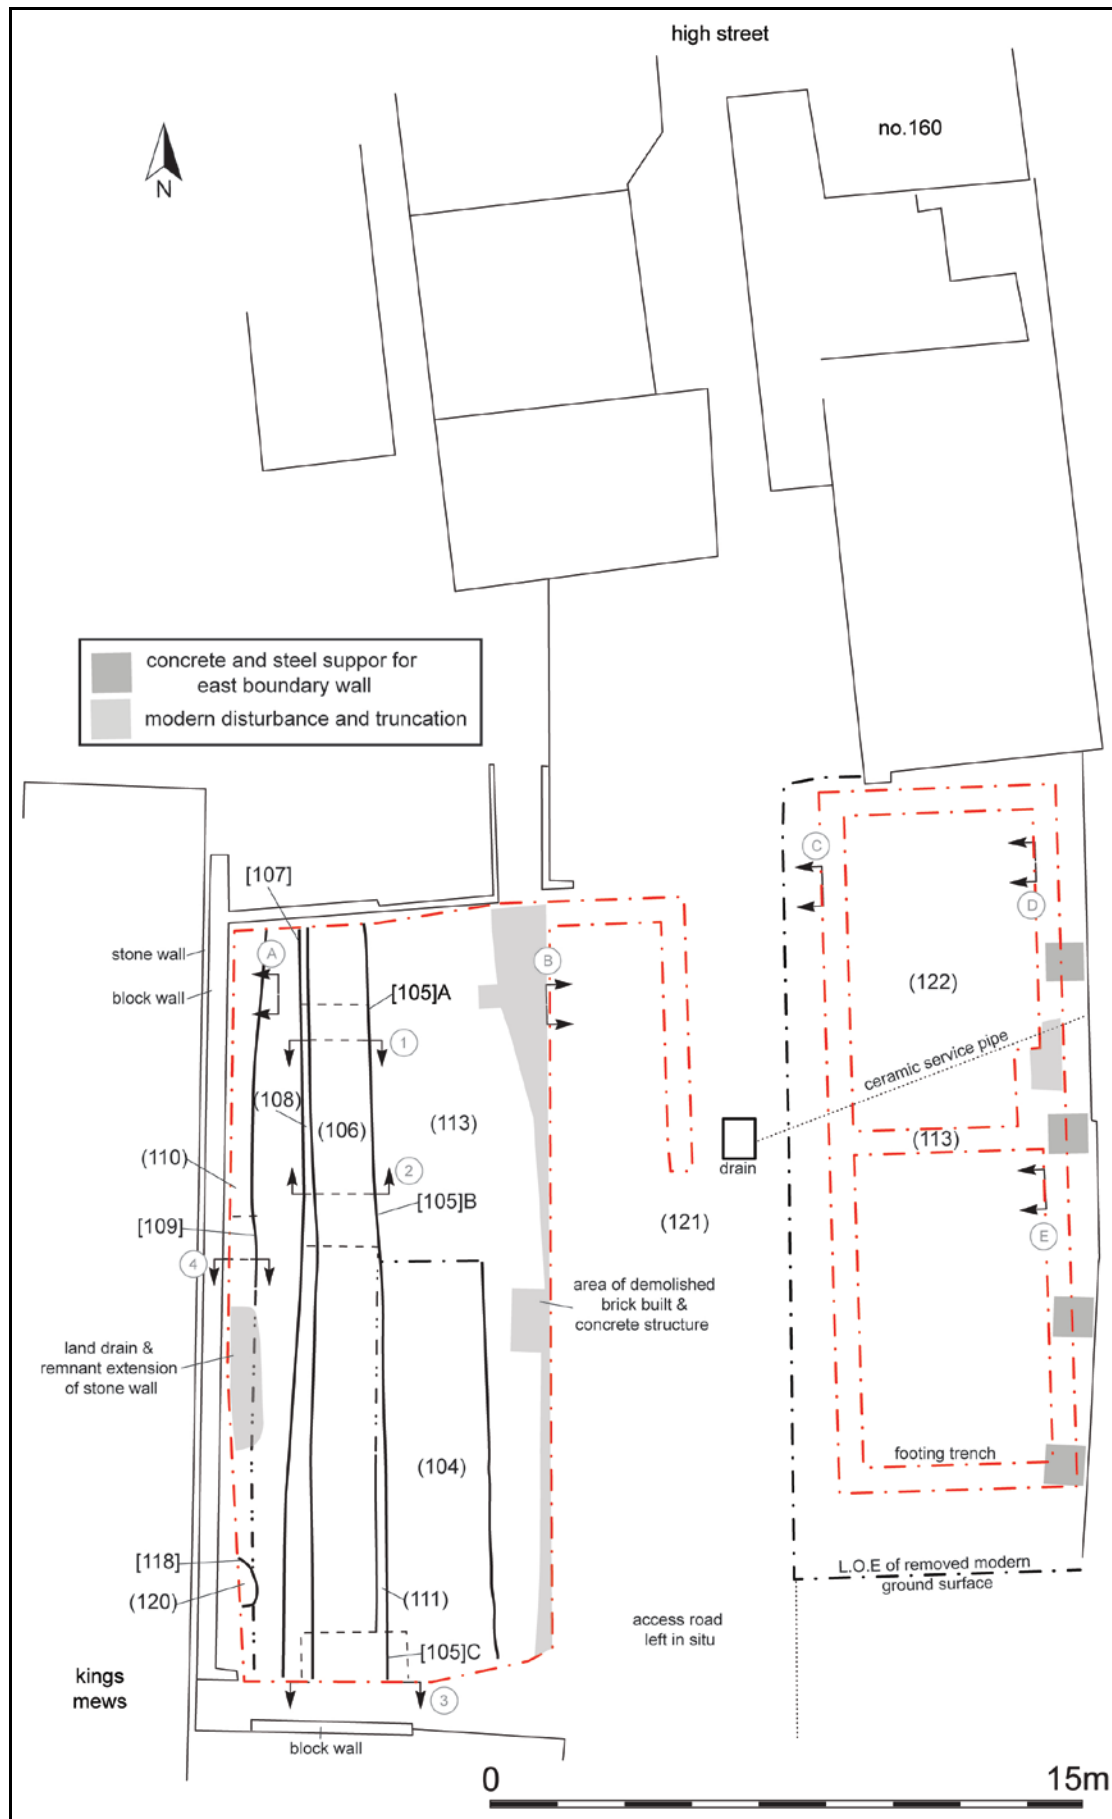 high street
no.160
N
concrete and steel suppor for
east boundary wall
modern disturbance and truncation
[107]
C
D
stone wall
A
B
block wall
[105]A
(122)
1
ceramic service pipe
(108)
(106)
(113)
(113)
(110)
2
drain
[105]B
(121)
[109]
E
4
area of demolished
brick built &
concrete structure
land drain &
remnant extension
of stone wall
(104)
footing trench
[118]
L.O.E of removed modern
ground surface
(120)
(111)
access road
left in situ
[105]C
kings
mews
3
block wall
0
15m